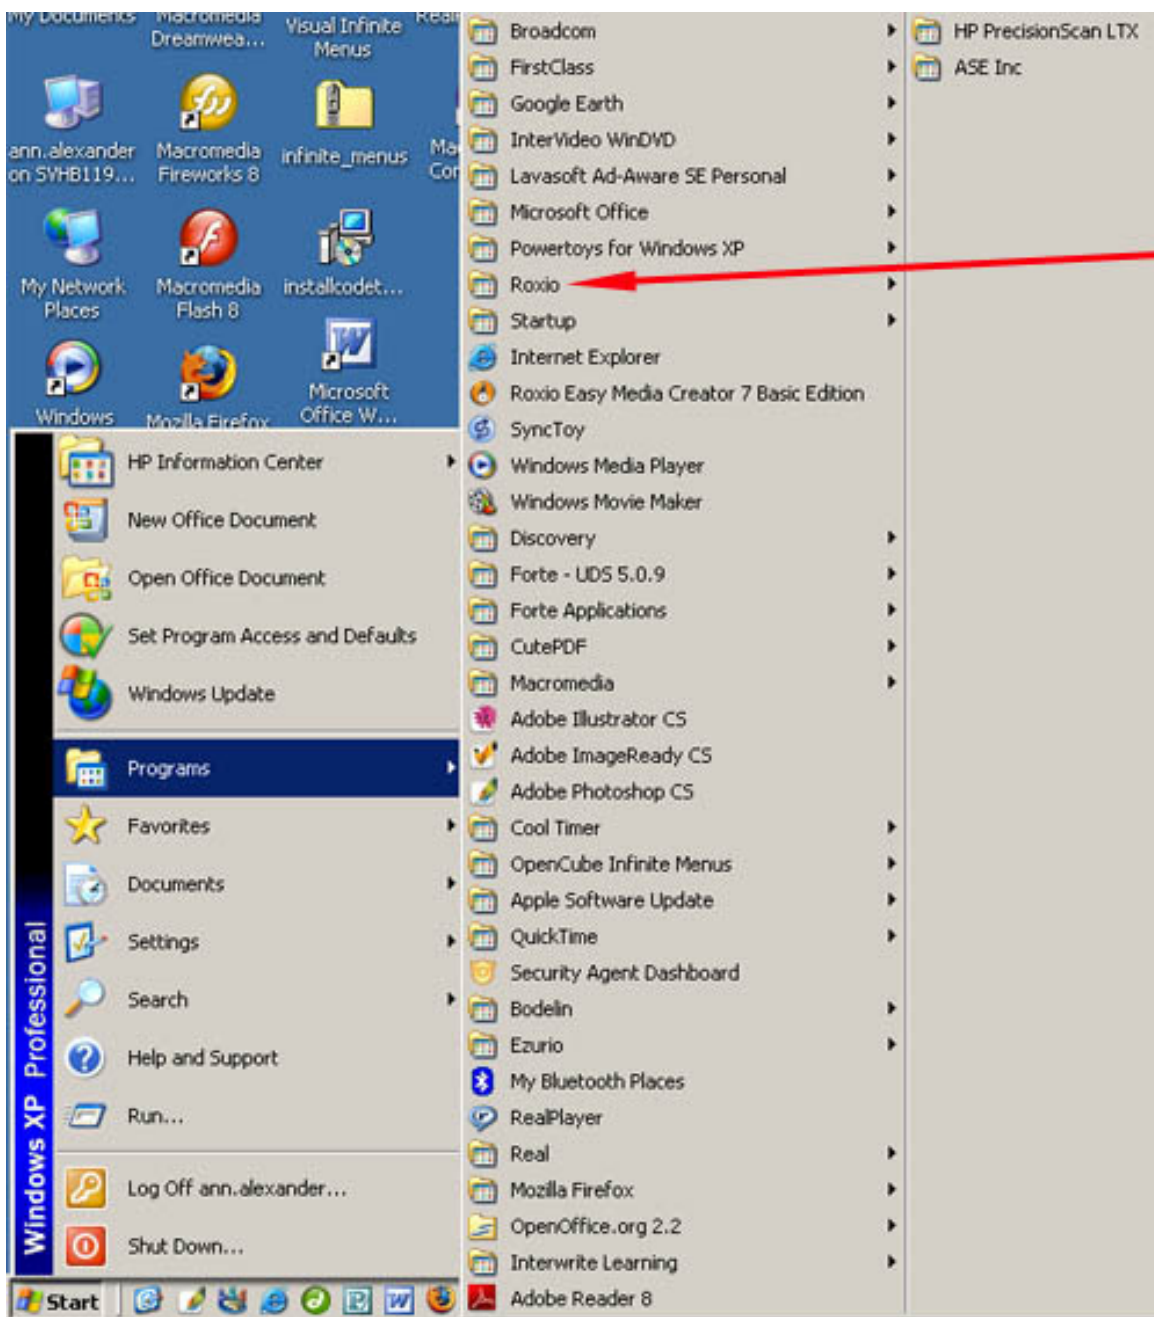 My Documents
Macromedia
Dreamwea...
Visual Infinite
Menus
ann.alexander
on SVHB119...
Macromedia
Fireworks 8
infinite_menus
My Network
Places
Macromedia
Flash 8
installcodet...
Windows
Mozilla Firefox
Microsoft
Office W...
HP Information Center
New Office Document
Open Office Document
Set Program Access and Defaults
Windows Update
Programs
Favorites
Documents
Settings
Search
Help and Support
Run...
Log Off ann.alexander...
Shut Down...
Windows XP Professional
Start
Broadcom
FirstClass
Google Earth
InterVideo WinDVD
Lavasoft Ad-Aware SE Personal
Microsoft Office
Powertoys for Windows XP
Roxio
Startup
Internet Explorer
Roxio Easy Media Creator 7 Basic Edition
SyncToy
Windows Media Player
Windows Movie Maker
Discovery
Forte - UDS 5.0.9
Forte Applications
CutePDF
Macromedia
Adobe Illustrator CS
Adobe ImageReady CS
Adobe Photoshop CS
Cool Timer
OpenCube Infinite Menus
Apple Software Update
QuickTime
Security Agent Dashboard
Bodelin
Ezurio
My Bluetooth Places
RealPlayer
Real
Mozilla Firefox
OpenOffice.org 2.2
Interwrite Learning
Adobe Reader 8
HP PrecisionScan LTX
ASE Inc